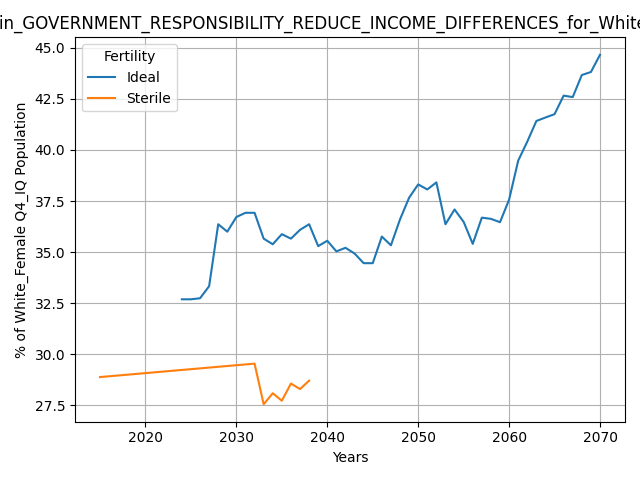 in_GOVERNMENT_RESPONSIBILITY_REDUCE_INCOME_DIFFERENCES_for_White
Fertility
Ideal
Sterile
% of White_Female Q4_IQ Population
45.0
42.5
40.0
37.5
35.0
32.5
30.0
27.5
2020 2030 2040 2050 2060 2070
Years